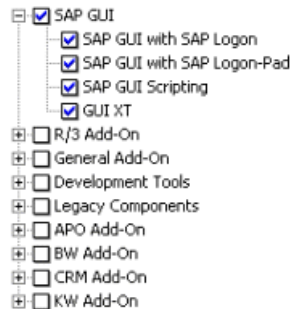 SAP GUI
SAP GUI with SAP Logon
SAP GUI with SAP Logon-Pad
SAP GUI Scripting
GUI XT
R/3 Add-On
General Add-On
Development Tools
Legacy Components
APO Add-On
BW Add-On
CRM Add-On
KW Add-On